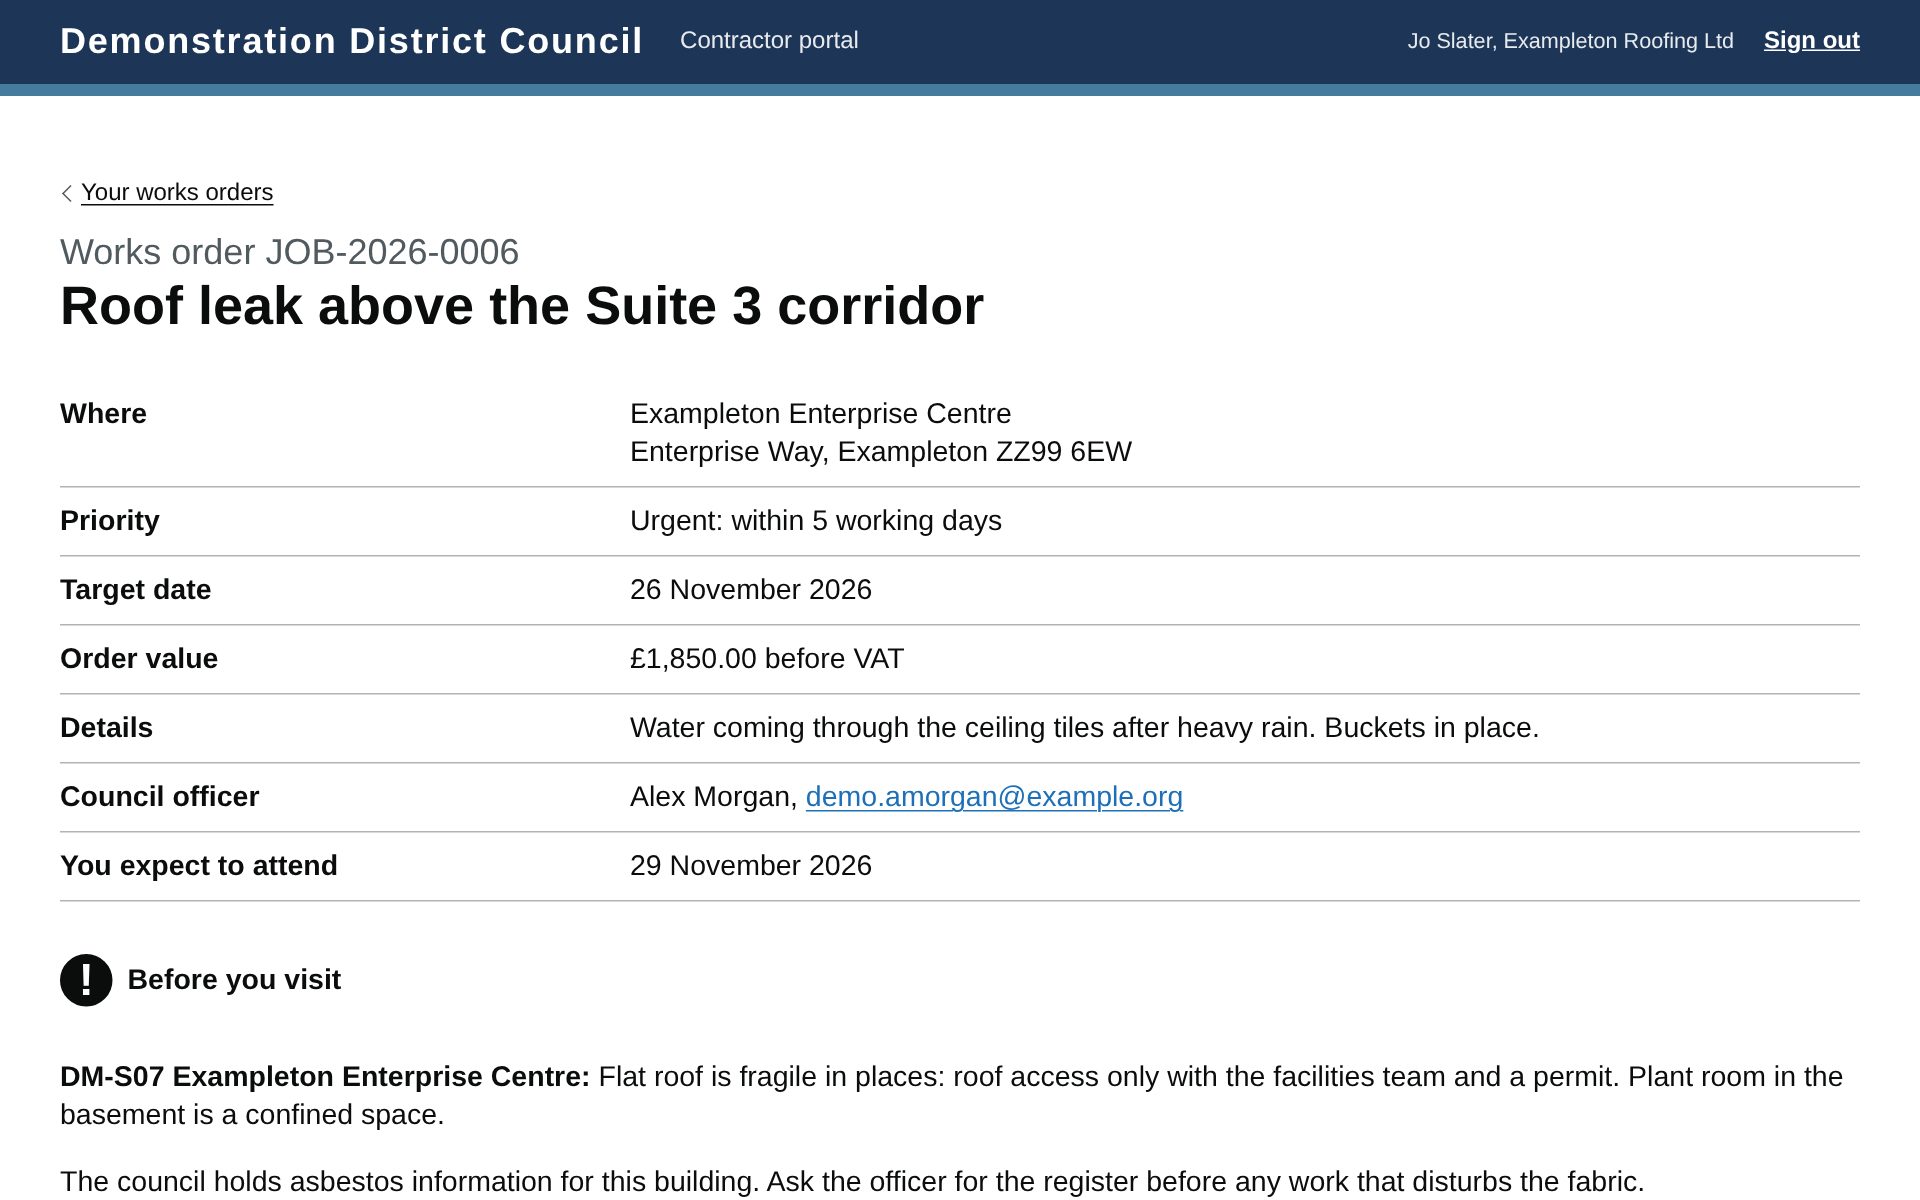 Demonstration District Council
Contractor portal
Jo Slater, Exampleton Roofing Ltd
Sign out
Your works orders
Works order JOB-2026-0006
Roof leak above the Suite 3 corridor
Where
Exampleton Enterprise Centre
Enterprise Way, Exampleton ZZ99 6EW
Priority
Urgent: within 5 working days
Target date
26 November 2026
Order value
£1,850.00 before VAT
Details
Water coming through the ceiling tiles after heavy rain. Buckets in place.
Council officer
Alex Morgan, demo.amorgan@example.org
You expect to attend
29 November 2026
! Before you visit
DM-S07 Exampleton Enterprise Centre: Flat roof is fragile in places: roof access only with the facilities team and a permit. Plant room in the
basement is a confined space.
The council holds asbestos information for this building. Ask the officer for the register before any work that disturbs the fabric.